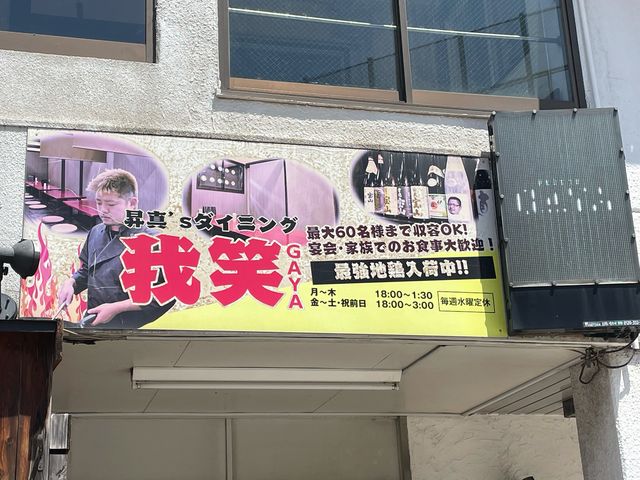 昇真'sダイニング
我笑
GAYA
最大60名様まで収容OK!
宴会・家族でのお食事大歓迎!
最強地鶏入荷中!!
月〜木 18:00〜1:30
金〜土・祝前日 18:00〜3:00
毎週水曜定休